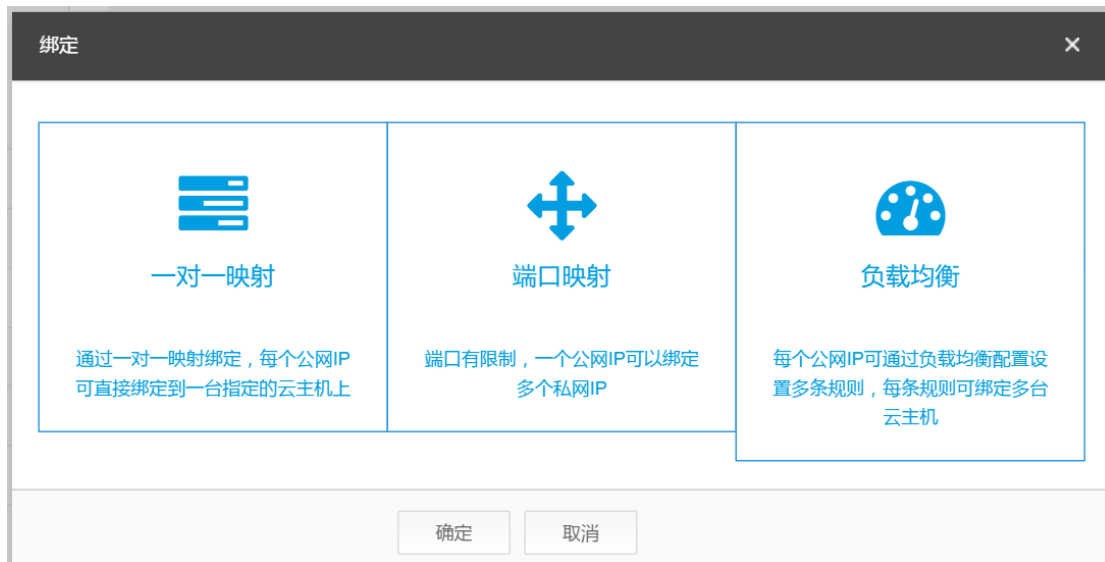 绑定
一对一映射
通过一对一映射绑定，每个公网IP
可直接绑定到一台指定的云主机上
端口映射
端口有限制，一个公网IP可以绑定
多个私网IP
负载均衡
每个公网IP可通过负载均衡配置设
置多条规则，每条规则可绑定多台
云主机
确定
取消